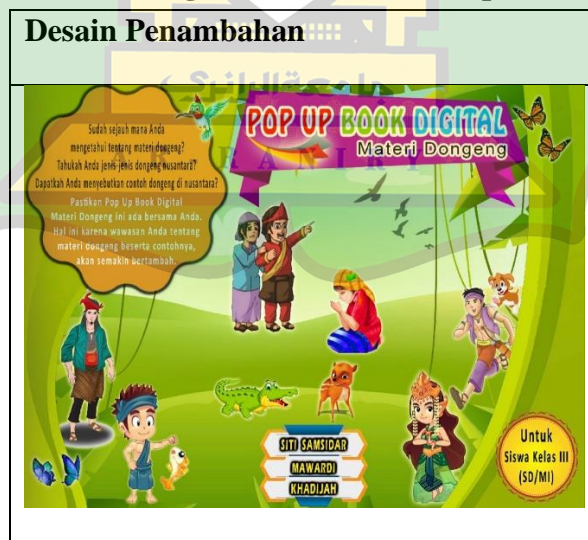 Desain Penambahan
جامعة الرانيري
A R - R A N I R Y
Sudah sejauh mana Anda
mengetahui tentang materi dongeng?
Tahukah Anda jenis-jenis dongeng nusantara?
Dapatkah Anda menyebutkan contoh dongeng di nusantara?
Pastikan Pop Up Book Digital
Materi Dongeng ini ada bersama Anda.
Hal ini karena wawasan Anda tentang
materi dongeng beserta contohnya,
akan semakin bertambah.
POP UP BOOK DIGITAL
Materi Dongeng
SITI SAMSIDAR
MAWARDI
KHADIJAH
Untuk
Siswa Kelas III
(SD/MI)